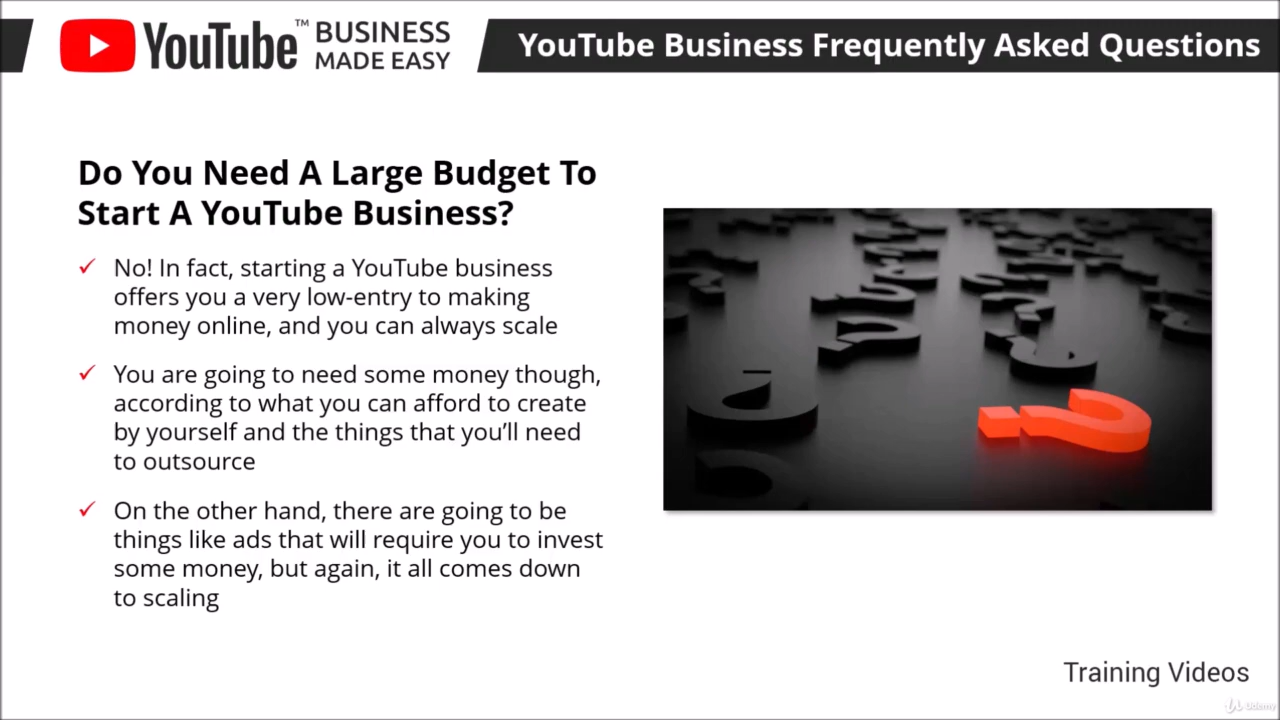 YouTube™ BUSINESS MADE EASY
YouTube Business Frequently Asked Questions
Do You Need A Large Budget To
Start A YouTube Business?
No! In fact, starting a YouTube business
offers you a very low-entry to making
money online, and you can always scale
You are going to need some money though,
according to what you can afford to create
by yourself and the things that you’ll need
to outsource
On the other hand, there are going to be
things like ads that will require you to invest
some money, but again, it all comes down
to scaling
Training Videos
Udemy